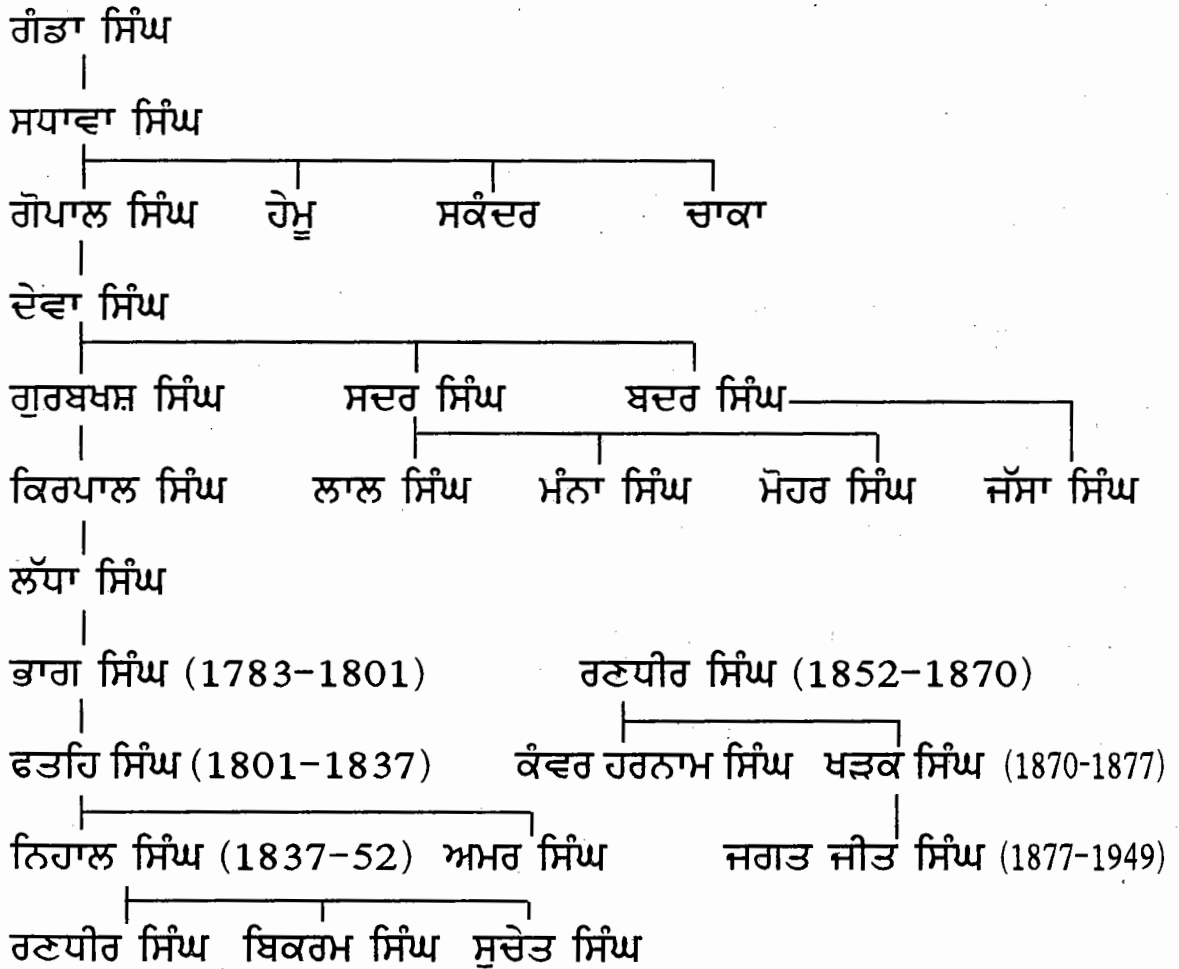 ਗੰਡਾ ਸਿੰਘ
ਸਧਾਵਾ ਸਿੰਘ
ਗੋਪਾਲ ਸਿੰਘ ਹੇਮੂ ਸਕੰਦਰ ਚਾਕਾ
ਦੇਵਾ ਸਿੰਘ
ਗੁਰਬਖਸ਼ ਸਿੰਘ ਸਦਰ ਸਿੰਘ ਬਦਰ ਸਿੰਘ
ਕਿਰਪਾਲ ਸਿੰਘ ਲਾਲ ਸਿੰਘ ਮੰਨਾ ਸਿੰਘ ਮੋਹਰ ਸਿੰਘ ਜੱਸਾ ਸਿੰਘ
ਲੱਧਾ ਸਿੰਘ
ਭਾਗ ਸਿੰਘ (1783-1801) ਰਣਧੀਰ ਸਿੰਘ (1852-1870)
ਫਤਹਿ ਸਿੰਘ (1801-1837) ਕੰਵਰ ਹਰਨਾਮ ਸਿੰਘ ਖੜਕ ਸਿੰਘ (1870-1877)
ਨਿਹਾਲ ਸਿੰਘ (1837-52) ਅਮਰ ਸਿੰਘ ਜਗਤ ਜੀਤ ਸਿੰਘ (1877-1949)
ਰਣਧੀਰ ਸਿੰਘ ਬਿਕਰਮ ਸਿੰਘ ਸੁਚੇਤ ਸਿੰਘ